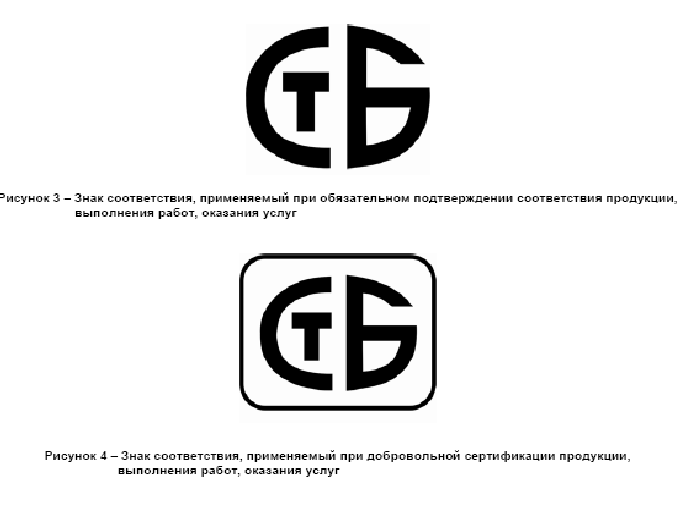 СТБ
Рисунок 3 – Знак соответствия, применяемый при обязательном подтверждении соответствия продукции,
выполнения работ, оказания услуг
СТБ
Рисунок 4 – Знак соответствия, применяемый при добровольной сертификации продукции,
выполнения работ, оказания услуг